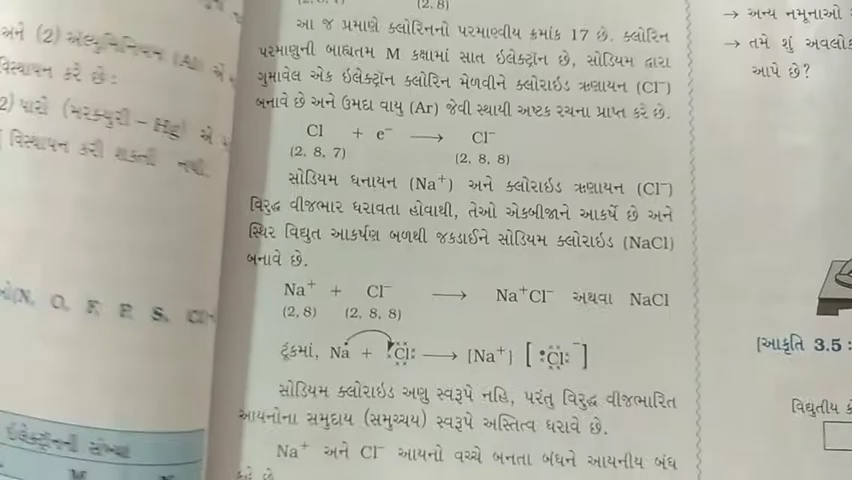 (2, 8)
આ જ પ્રમાણે ક્લોરિનનો પરમાણ્વીય ક્રમાંક 17 છે. ક્લોરિન
પરમાણુની બાહ્યતમ M કક્ષામાં સાત ઇલેક્ટ્રૉન છે, સોડિયમ દ્વારા
ગુમાવેલ એક ઇલેક્ટ્રૉન ક્લોરિન મેળવીને ક્લોરાઇડ ઋણાયન (Cl⁻)
બનાવે છે અને ઉમદા વાયુ (Ar) જેવી સ્થાયી અષ્ટક રચના પ્રાપ્ત કરે છે.
Cl + e⁻ ⟶ Cl⁻
(2, 8, 7) (2, 8, 8)
સોડિયમ ધનાયન (Na⁺) અને ક્લોરાઇડ ઋણાયન (Cl⁻)
વિરુદ્ધ વીજભાર ધરાવતા હોવાથી, તેઓ એકબીજાને આકર્ષે છે અને
સ્થિર વિદ્યુત આકર્ષણ બળથી જકડાઈને સોડિયમ ક્લોરાઇડ (NaCl)
બનાવે છે.
Na⁺ + Cl⁻ ⟶ Na⁺Cl⁻ અથવા NaCl
(2, 8) (2, 8, 8)
ટૂંકમાં, Na + Cl ⟶ [Na⁺] [Cl⁻]
સોડિયમ ક્લોરાઇડ અણુ સ્વરૂપે નહિ, પરંતુ વિરુદ્ધ વીજભારિત
આયનોના સમુદાય (સમુચ્ચય) સ્વરૂપે અસ્તિત્વ ધરાવે છે.
Na⁺ અને Cl⁻ આયનો વચ્ચે બનતા બંધને આયનીય બંધ
અને (2) ઍલ્યુમિનિયમ (Al) એ
વિસ્થાપન કરે છે :
2) પારો (મરક્યુરી – Hg) એ
વિસ્થાપન કરી શકતી નથી.
(N, O, F, P, S, Cl
ઇલેક્ટ્રૉનની સંખ્યા
M
→ અન્ય નમૂનાઓ
→ તમે શું
આપે છે?
[આકૃતિ 3.5 :
વિદ્યુતીય